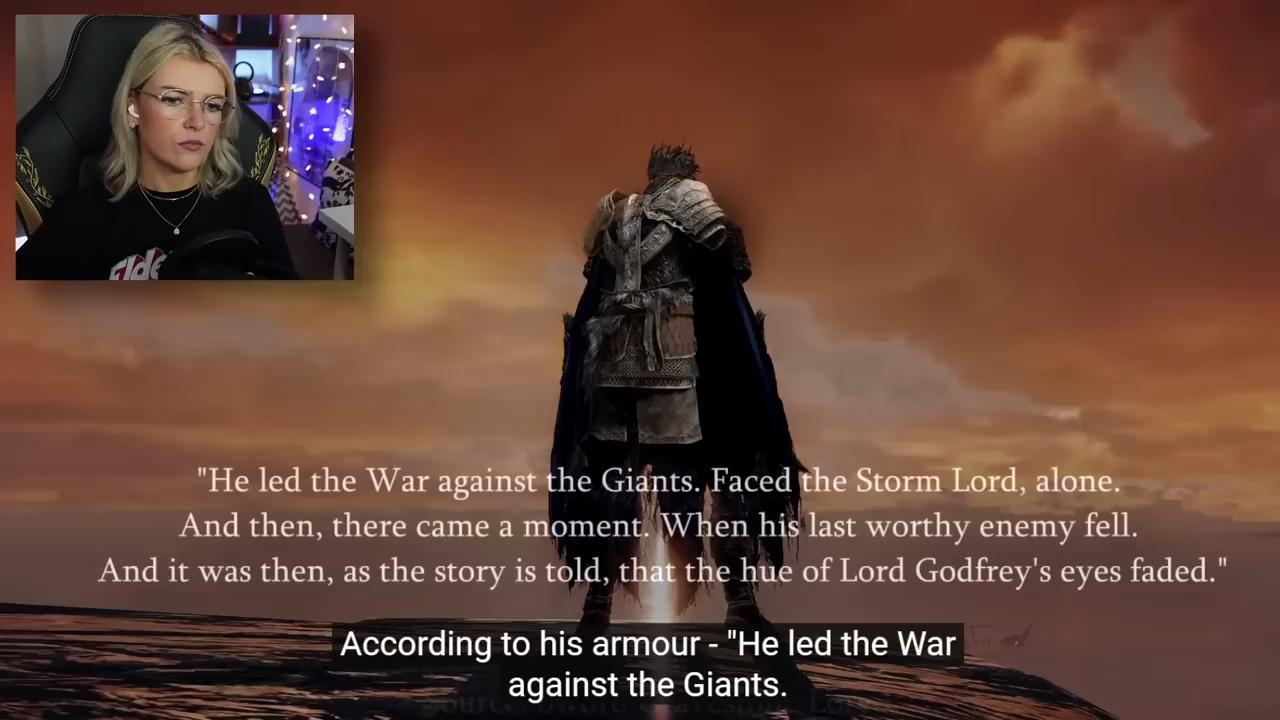 Elde
"He led the War against the Giants. Faced the Storm Lord, alone.
And then, there came a moment. When his last worthy enemy fell.
And it was then, as the story is told, that the hue of Lord Godfrey's eyes faded."
According to his armour - "He led the War
against the Giants.